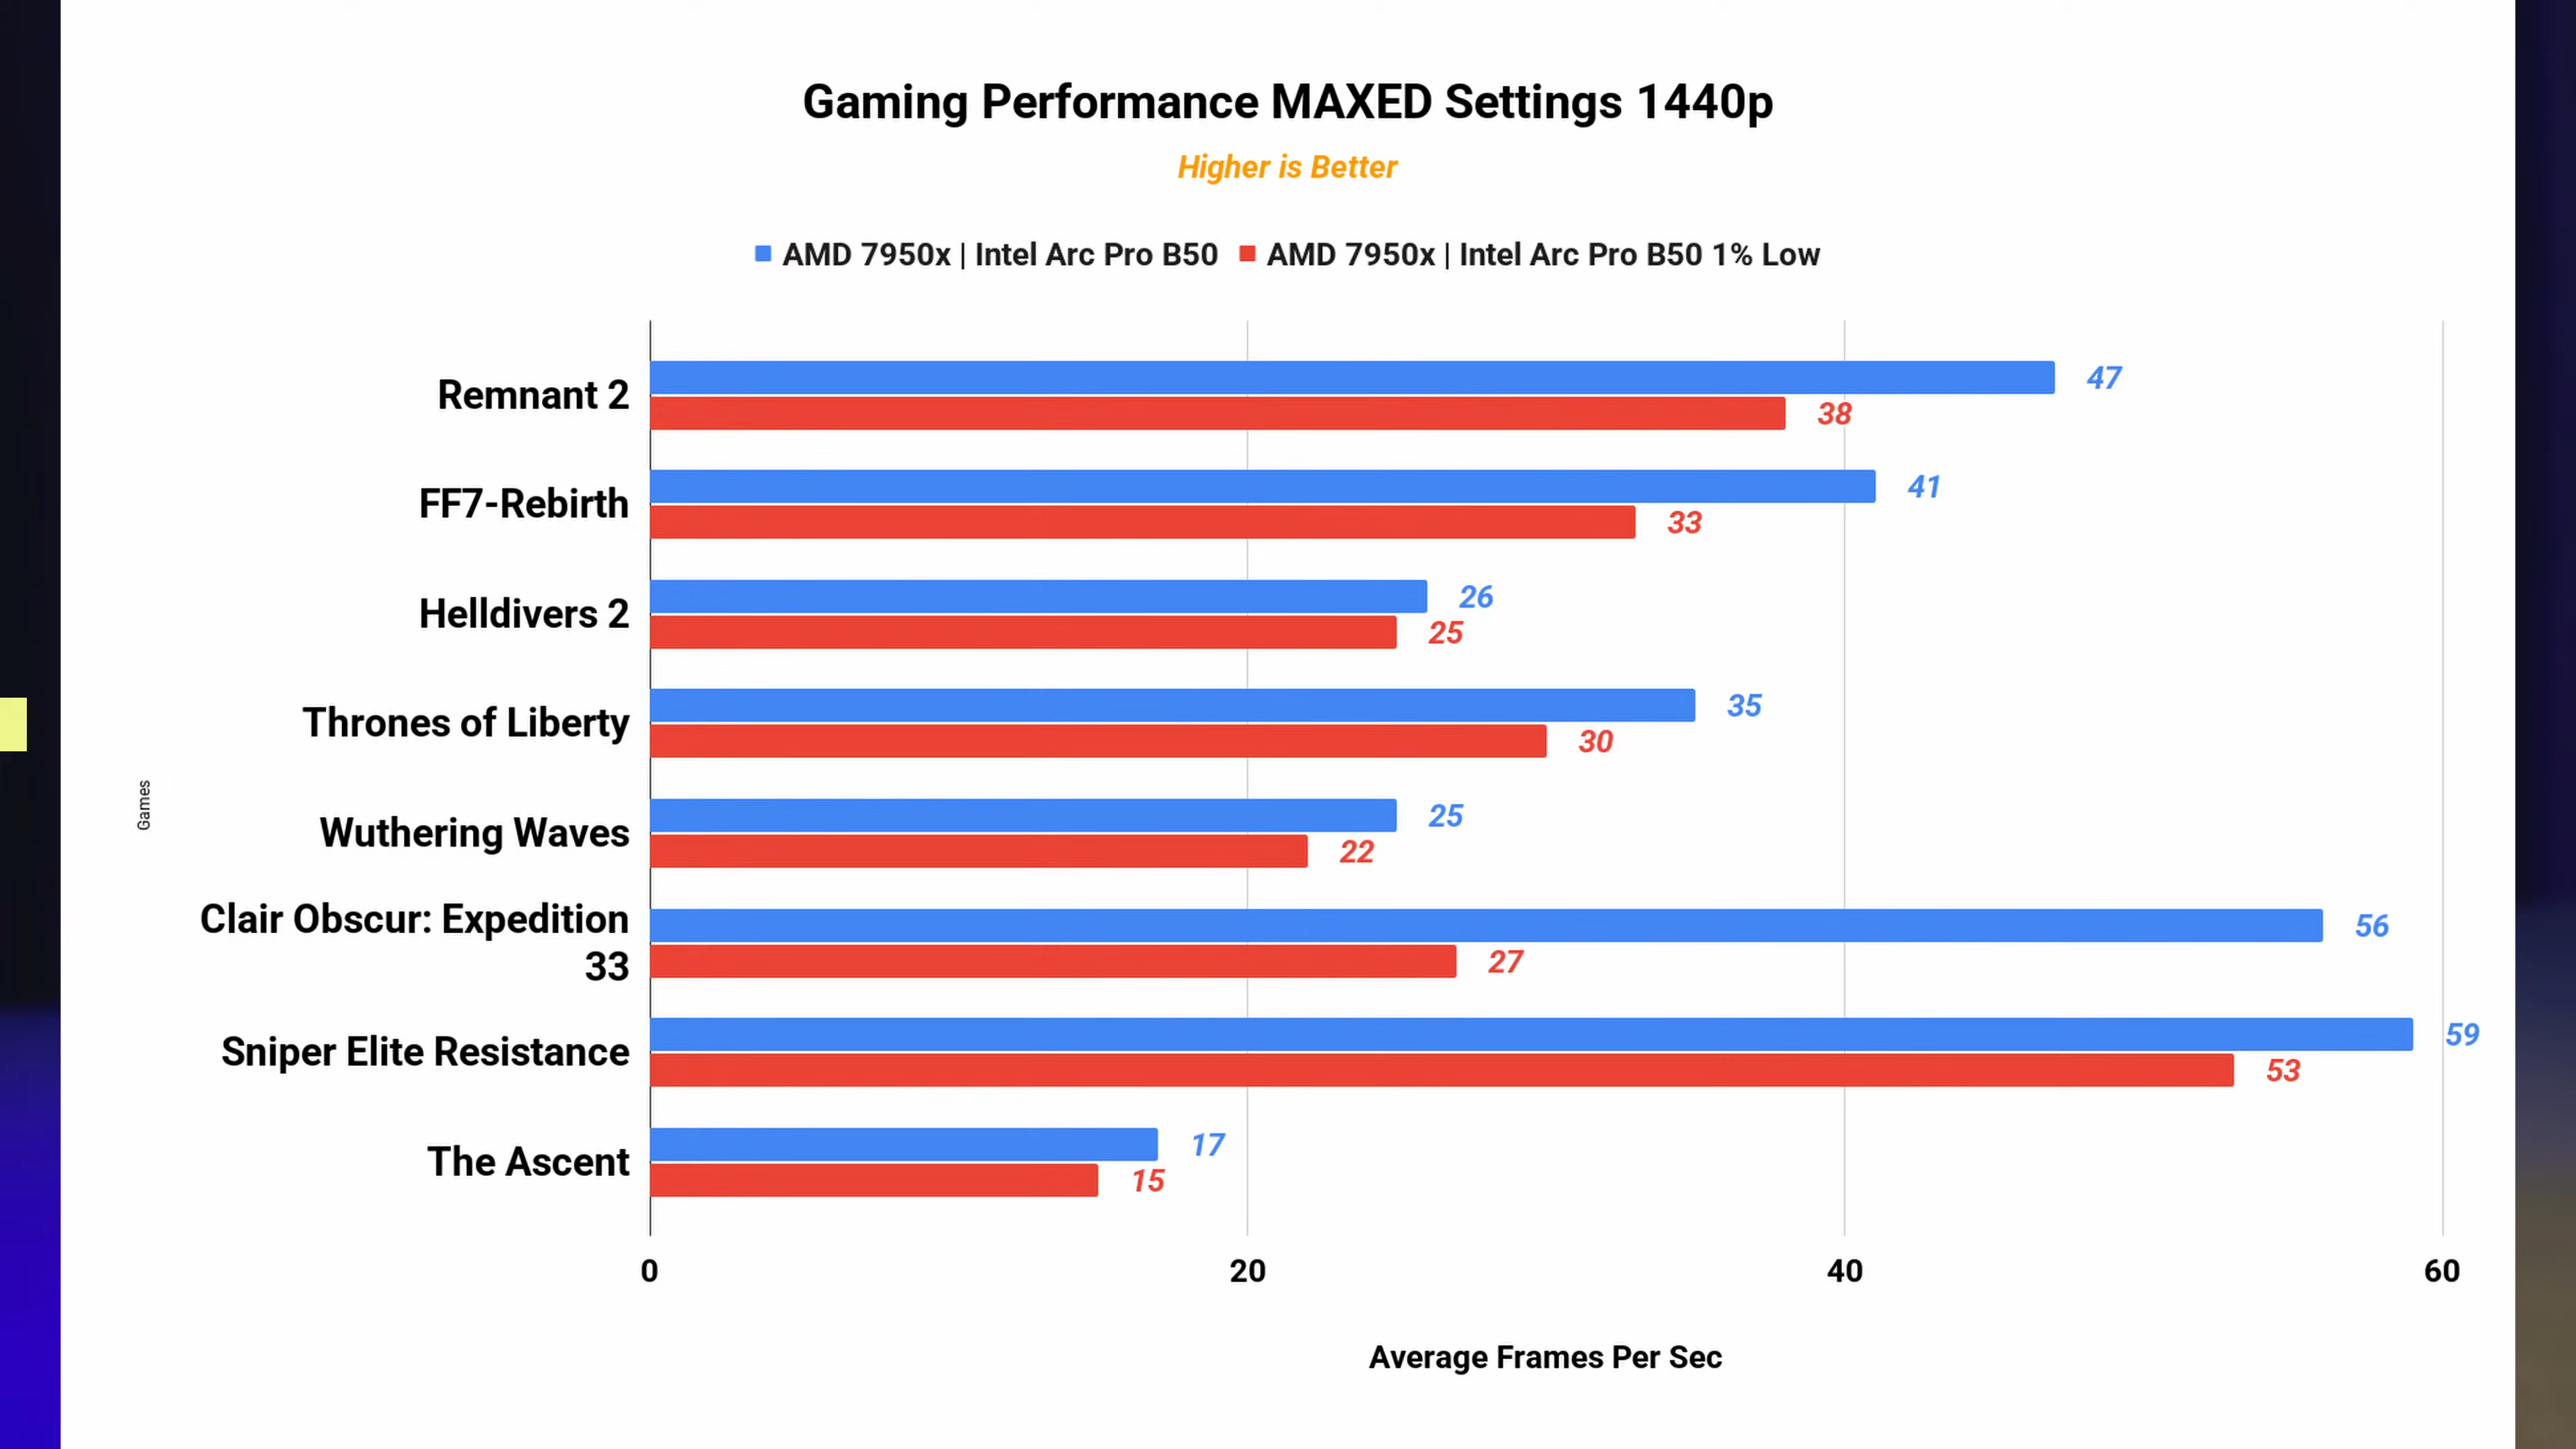 Gaming Performance MAXED Settings 1440p
Higher is Better
AMD 7950x | Intel Arc Pro B50 AMD 7950x | Intel Arc Pro B50 1% Low
Remnant 2
47
38
FF7-Rebirth
41
33
Helldivers 2
26
25
Thrones of Liberty
35
30
Games
Wuthering Waves
25
22
Clair Obscur: Expedition
33
56
27
Sniper Elite Resistance
59
53
The Ascent
17
15
0 20 40 60
Average Frames Per Sec